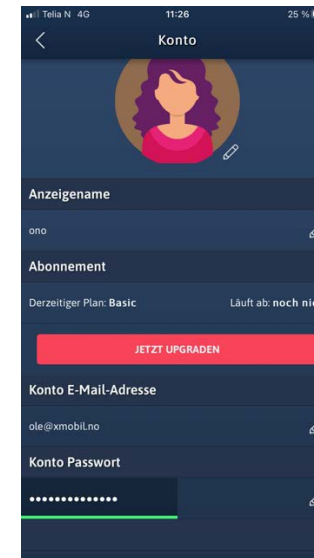 Telia N 4G 11:26 25 %
Konto
Anzeigename
ono
Abonnement
Derzeitiger Plan: Basic Läuft ab: noch
JETZT UPGRADEN
Konto E-Mail-Adresse
ole@xmobil.no
Konto Passwort
••••••••••••••